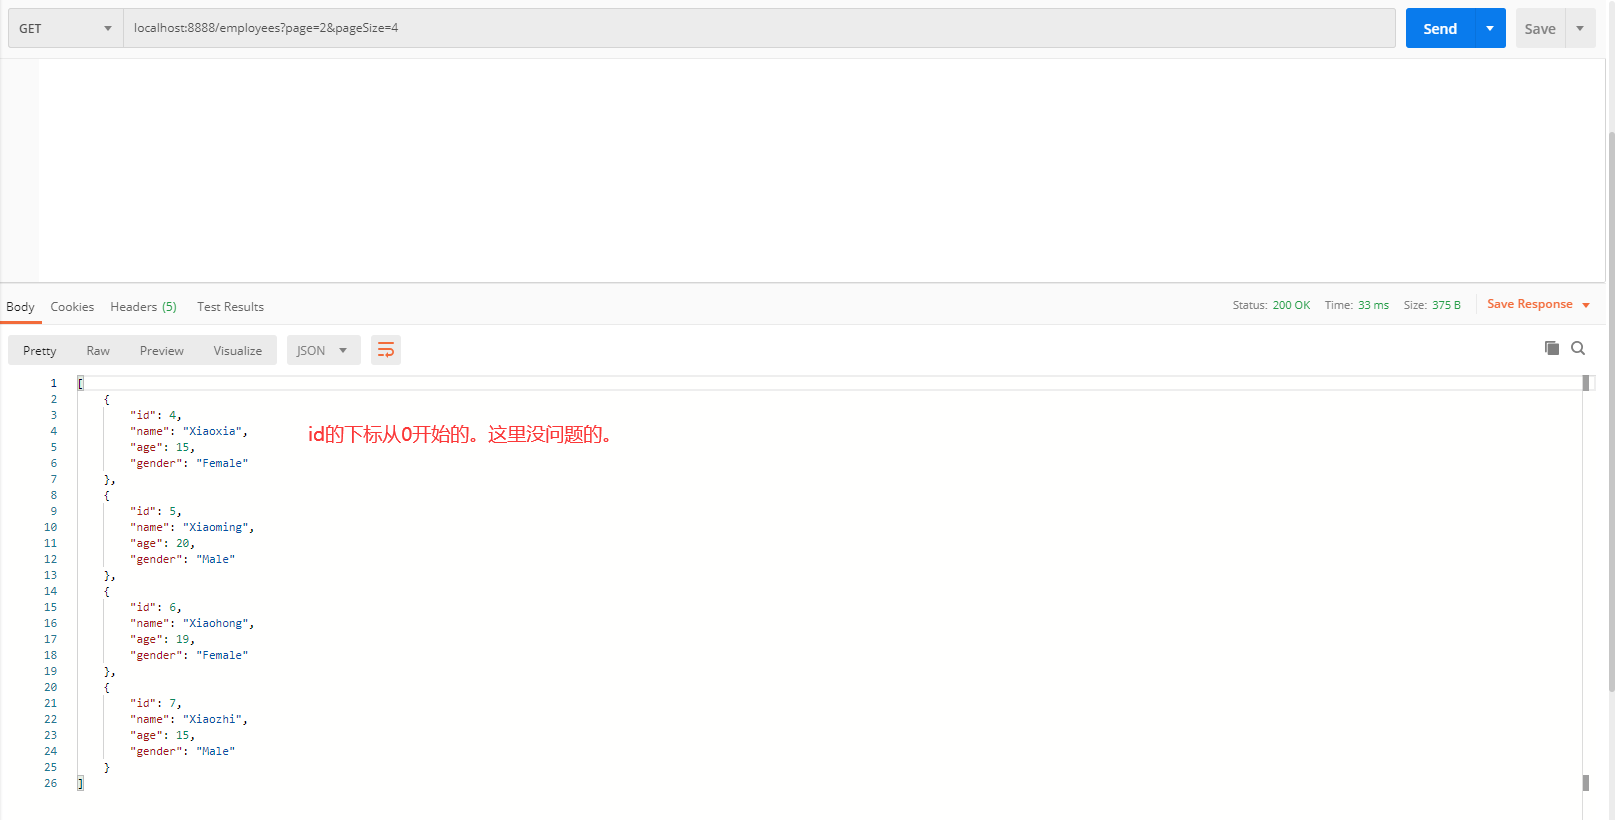 GET localhost:8888/employees?page=2&pageSize=4 Send Save
Body Cookies Headers (5) Test Results Status: 200 OK Time: 33 ms Size: 375 B Save Response
Pretty Raw Preview Visualize JSON
1 [
2 {
3 "id": 4,
4 "name": "Xiaoxia",
id的下标从0开始的。这里没问题的。
5 "age": 15,
6 "gender": "Female"
7 },
8 {
9 "id": 5,
10 "name": "Xiaoming",
11 "age": 20,
12 "gender": "Male"
13 },
14 {
15 "id": 6,
16 "name": "Xiaohong",
17 "age": 19,
18 "gender": "Female"
19 },
20 {
21 "id": 7,
22 "name": "Xiaozhi",
23 "age": 15,
24 "gender": "Male"
25 }
26 ]